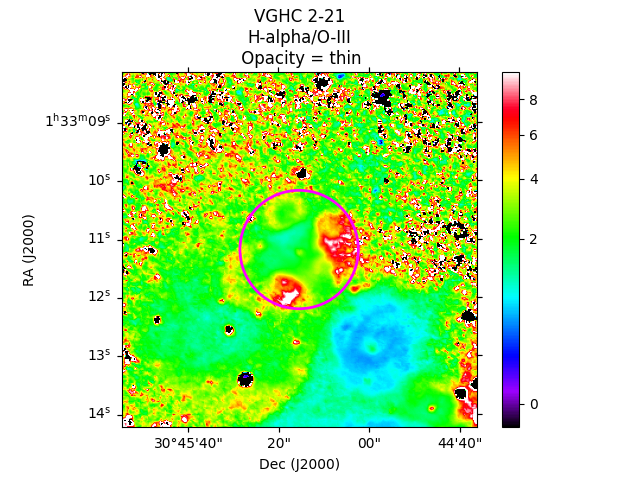 VGHC 2-21
H-alpha/O-III
Opacity = thin
1ʰ33ᵐ09ˢ
10ˢ
11ˢ
12ˢ
13ˢ
14ˢ
RA (J2000)
30°45'40" 20" 00" 44'40"
Dec (J2000)
8
6
4
2
0